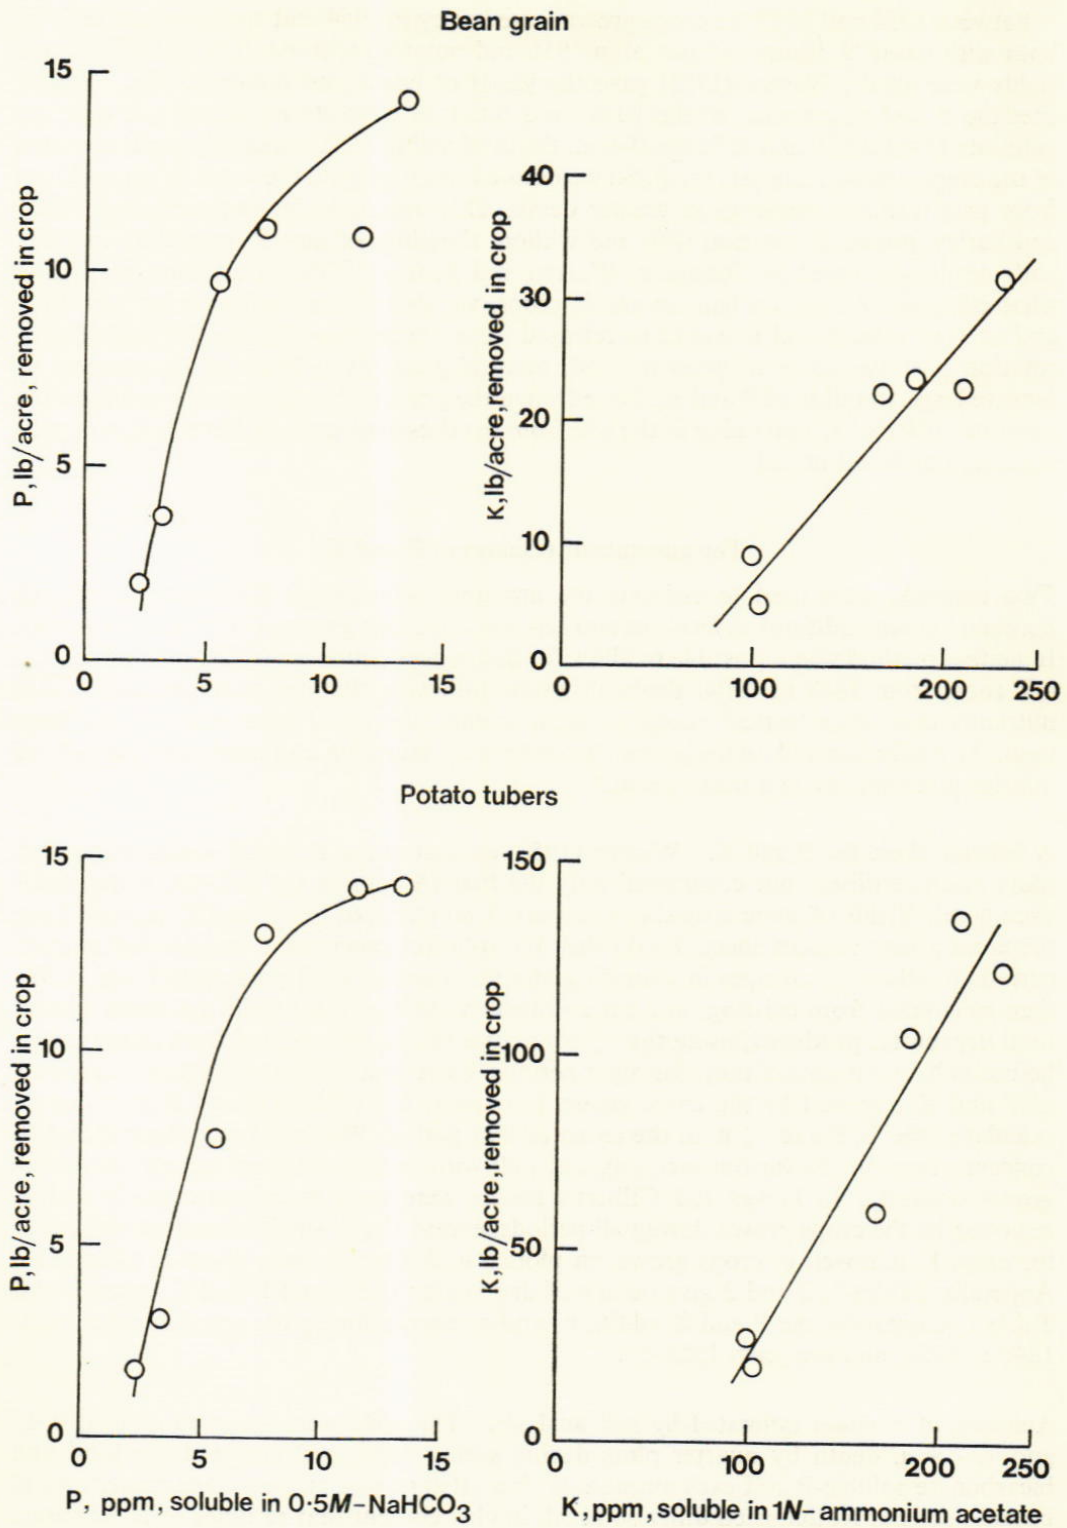 Bean grain
P,lb/acre, removed in crop
15
10
5
0
0 5 10 15
K,lb/acre,removed in crop
40
30
20
10
0
0 100 200 250
Potato tubers
P,lb/acre, removed in crop
15
10
5
0
0 5 10 15
P, ppm, soluble in 0·5M-NaHCO₃
K,lb/acre,removed in crop
150
100
50
0
0 100 200 250
K,ppm, soluble in 1N-ammonium acetate